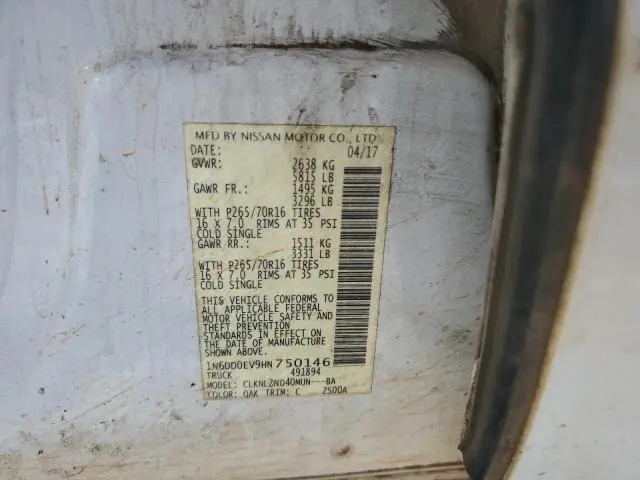 MFD BY NISSAN MOTOR CO., LTD
DATE: 04/17
GVWR: 2638 KG
5815 LB
GAWR FR.: 1495 KG
3296 LB
WITH P265/70R16 TIRES
16 X 7.0 RIMS AT 35 PSI
COLD SINGLE
GAWR RR.: 1511 KG
3331 LB
WITH P265/70R16 TIRES
16 X 7.0 RIMS AT 35 PSI
COLD SINGLE
THIS VEHICLE CONFORMS TO
ALL APPLICABLE FEDERAL
MOTOR VEHICLE SAFETY AND
THEFT PREVENTION
STANDARDS IN EFFECT ON
THE DATE OF MANUFACTURE
1N6DD0EV9HN750146
TRUCK 491894
MODEL: CLKNLZND40MUN---BA
COLOR: QAK TRIM: C ZS00A